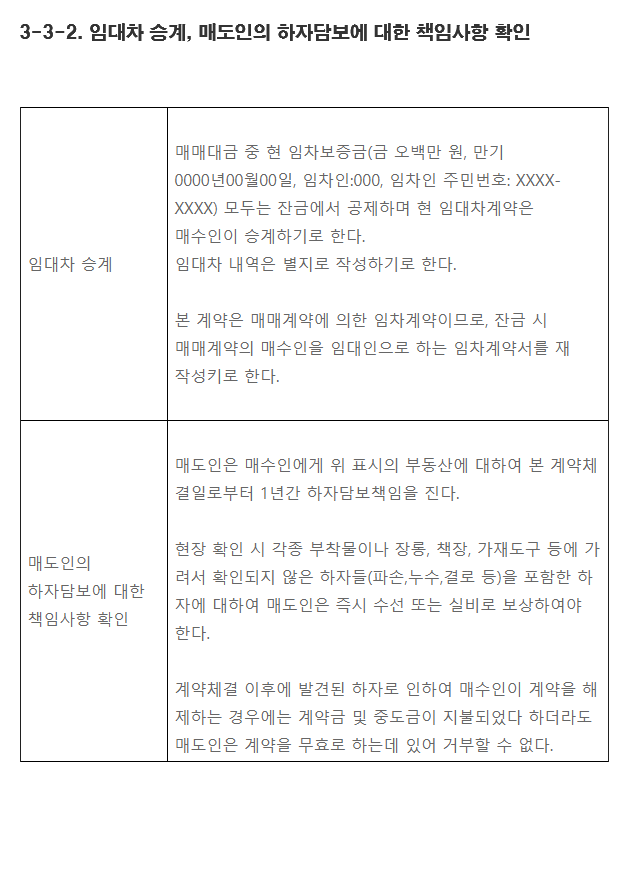 3-3-2. 임대차 승계, 매도인의 하자담보에 대한 책임사항 확인
임대차 승계
매매대금 중 현 임차보증금(금 오백만 원, 만기
0000년00월00일, 임차인:000, 임차인 주민번호: XXXX-
XXXX) 모두는 잔금에서 공제하며 현 임대차계약은
매수인이 승계하기로 한다.
임대차 내역은 별지로 작성하기로 한다.
본 계약은 매매계약에 의한 임차계약이므로, 잔금 시
매매계약의 매수인을 임대인으로 하는 임차계약서를 재
작성키로 한다.
매도인의
하자담보에 대한
책임사항 확인
매도인은 매수인에게 위 표시의 부동산에 대하여 본 계약체
결일로부터 1년간 하자담보책임을 진다.
현장 확인 시 각종 부착물이나 장롱, 책장, 가재도구 등에 가
려서 확인되지 않은 하자들(파손,누수,결로 등)을 포함한 하
자에 대하여 매도인은 즉시 수선 또는 실비로 보상하여야
한다.
계약체결 이후에 발견된 하자로 인하여 매수인이 계약을 해
제하는 경우에는 계약금 및 중도금이 지불되었다 하더라도
매도인은 계약을 무효로 하는데 있어 거부할 수 없다.